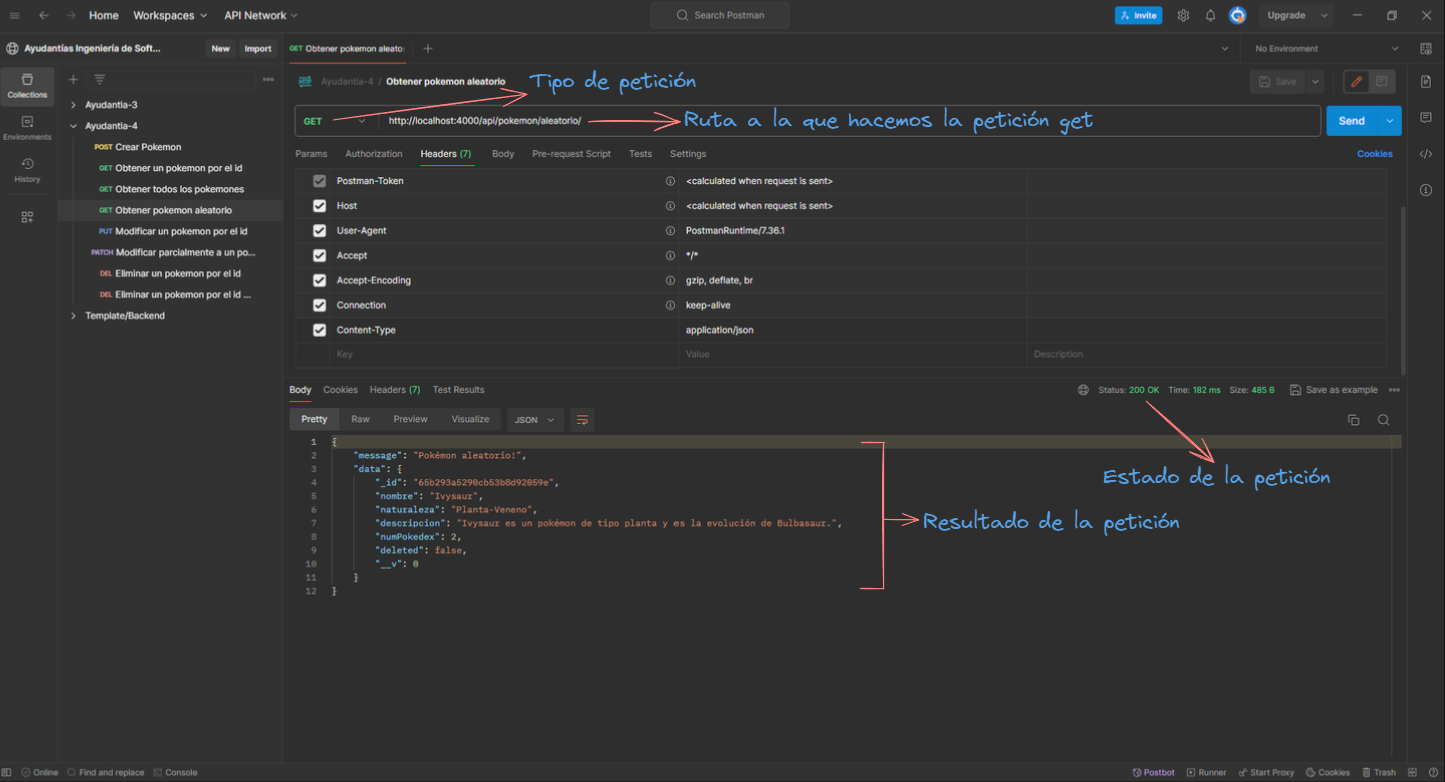 Home Workspaces API Network Search Postman Invite Upgrade
Ayudantías Ingeniería de Soft... New Import GET Obtener pokemon aleato No Environment
Collections
Environments
History
Ayudantia-3
Ayudantia-4
POST Crear Pokemon
GET Obtener un pokemon por el id
GET Obtener todos los pokemones
GET Obtener pokemon aleatorio
PUT Modificar un pokemon por el id
PATCH Modificar parcialmente a un po...
DEL Eliminar un pokemon por el id
DEL Eliminar un pokemon por el id ...
Template/Backend
Ayudantia-4 / Obtener pokemon aleatorio Save
Tipo de petición
GET http://localhost:4000/api/pokemon/aleatorio/ Send
Ruta a la que hacemos la petición get
Params Authorization Headers (7) Body Pre-request Script Tests Settings Cookies
Postman-Token <calculated when request is sent>
Host <calculated when request is sent>
User-Agent PostmanRuntime/7.36.1
Accept */*
Accept-Encoding gzip, deflate, br
Connection keep-alive
Content-Type application/json
Key Value Description
Body Cookies Headers (7) Test Results Status: 200 OK Time: 182 ms Size: 485 B Save as example
Pretty Raw Preview Visualize JSON
1 {
2 "message": "Pokémon aleatorio!",
3 "data": {
4 "_id": "65b293a5290cb53b8d92059e",
5 "nombre": "Ivysaur",
6 "naturaleza": "Planta-Veneno",
7 "descripcion": "Ivysaur es un pokémon de tipo planta y es la evolución de Bulbasaur.",
8 "numPokedex": 2,
9 "deleted": false,
10 "__v": 0
11 }
12 }
Estado de la petición
Resultado de la petición
Online Find and replace Console Postbot Runner Start Proxy Cookies Trash